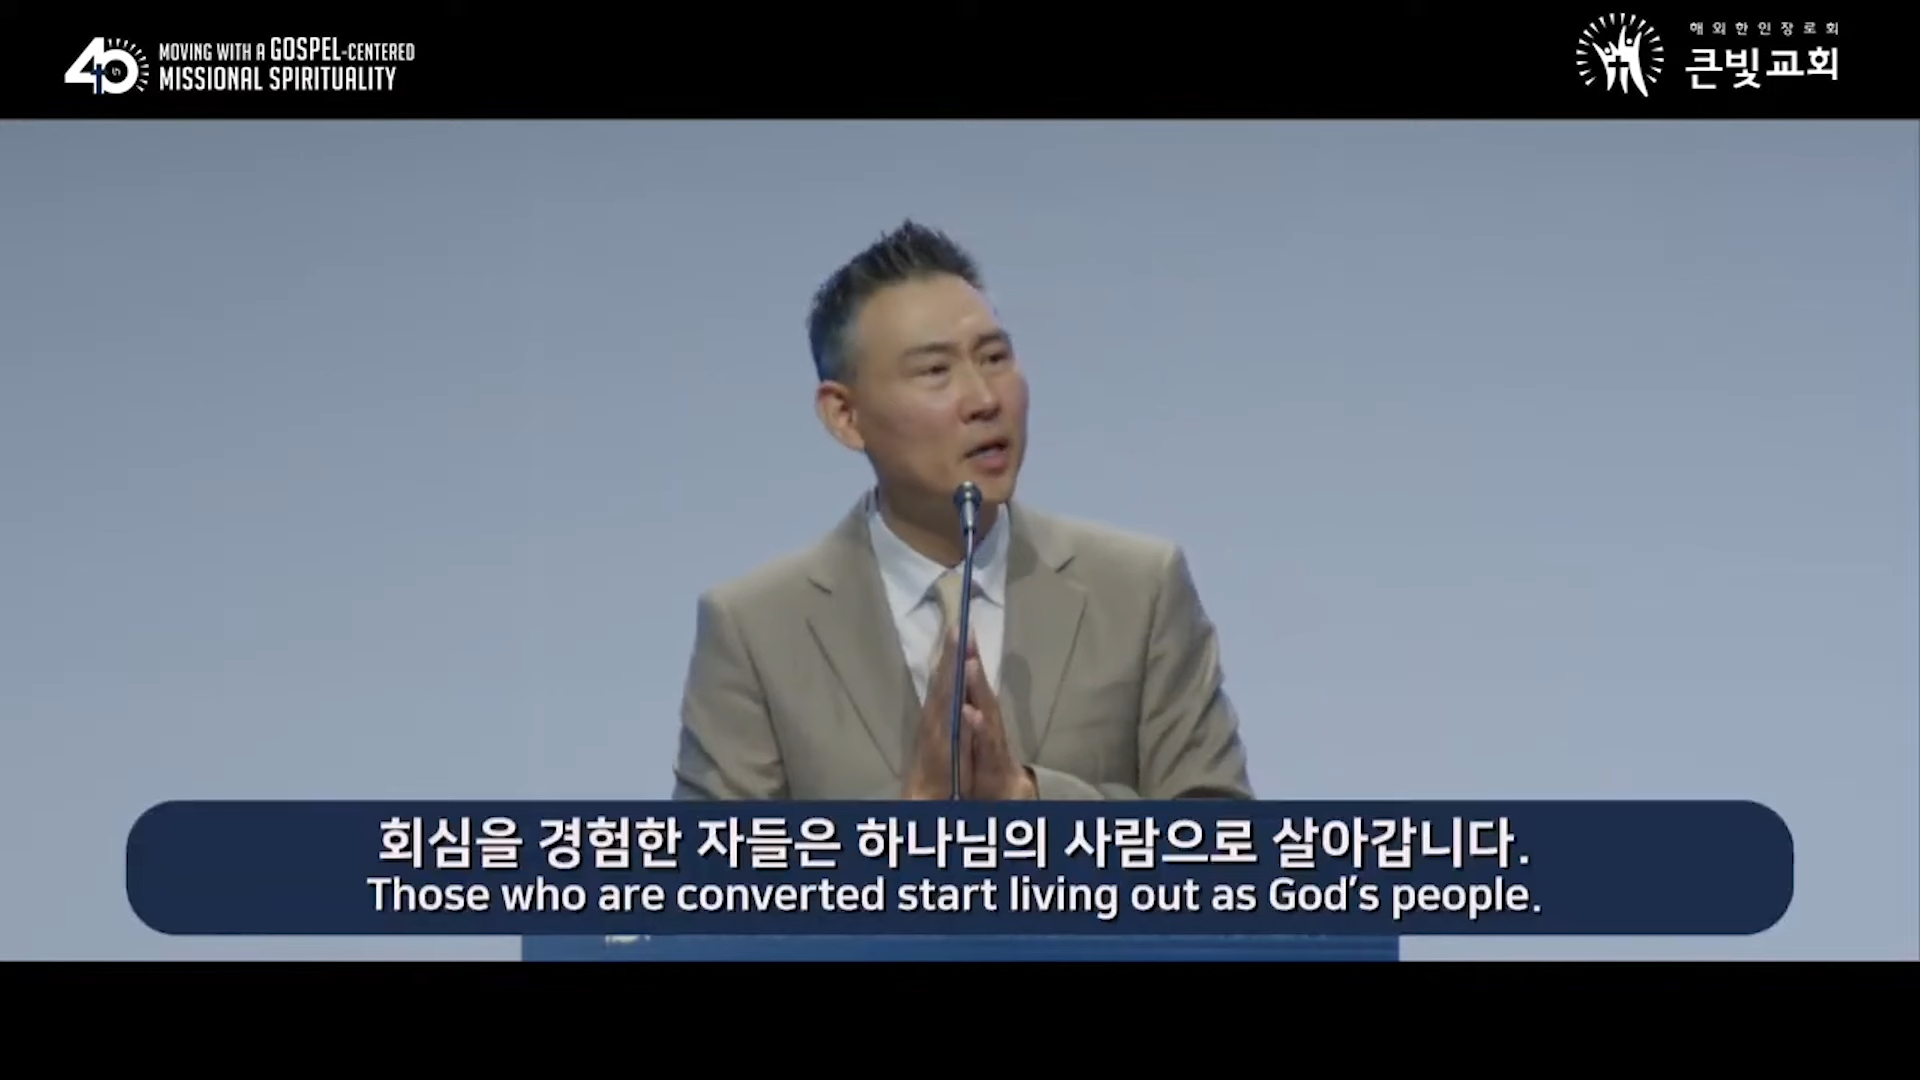 40th
MOVING WITH A GOSPEL-CENTERED
MISSIONAL SPIRITUALITY
해외한인장로회
큰빛교회
회심을 경험한 자들은 하나님의 사람으로 살아갑니다.
Those who are converted start living out as God's people.